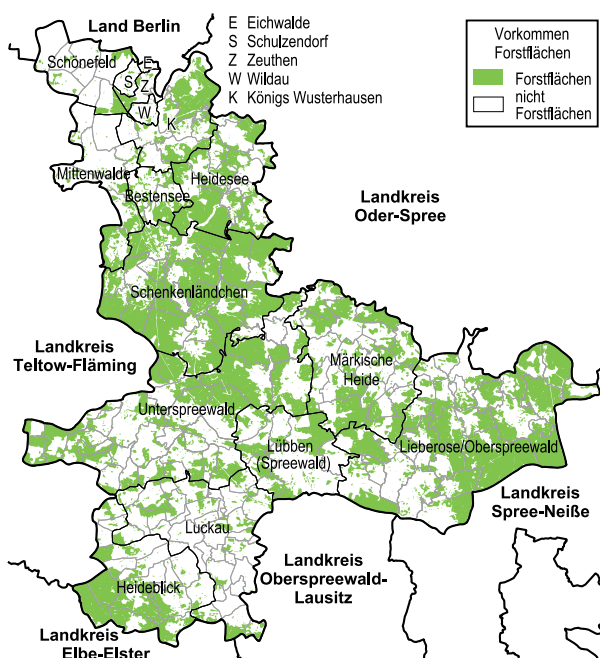 Land Berlin
E Eichwalde
S Schulzendorf
Z Zeuthen
W Wildau
K Königs Wusterhausen
Vorkommen
Forstflächen
Forstflächen
nicht
Forstflächen
Schönefeld
E
S
Z
W
K
Mittenwalde
Bestensee
Heidesee
Landkreis
Oder-Spree
Schenkenländchen
Landkreis
Teltow-Fläming
Märkische
Heide
Unterspreewald
Lübben
(Spreewald)
Lieberose/Oberspreewald
Landkreis
Spree-Neiße
Luckau
Landkreis
Oberspreewald-
Lausitz
Heideblick
Landkreis
Elbe-Elster